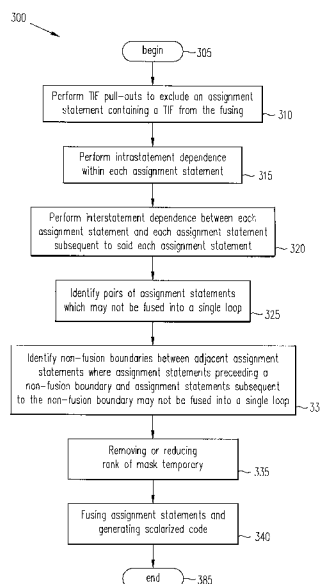 300
begin
305
Perform TIF pull-outs to exclude an assignment
statement containing a TIF from the fusing
310
Perform intrastatement dependence
within each assignment statement
315
Perform interstatement dependence between each
assignment statement and each assignment statement
subsequent to said each assignment statement
320
Identify pairs of assignment statements
which may not be fused into a single loop
325
Identify non-fusion boundaries between adjacent assignment
statements where assignment statements preceeding a
non-fusion boundary and assignment statements subsequent
to the non-fusion boundary may not be fused into a single loop
Removing or reducing
rank of mask temporary
335
Fusing assignment statements and
generating scalarized code
340
end
385